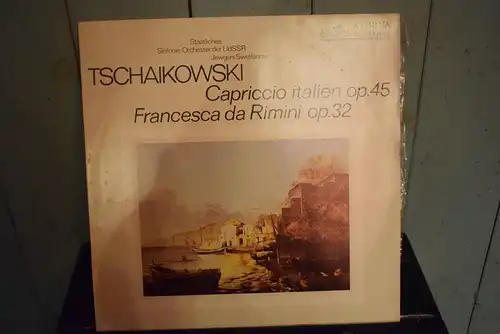 Staatliches
Sinfonie-Orchester der UdSSR
Jewgeni Swetlanow
TSCHAIKOWSKI
Capriccio italien op.45
Francesca da Rimini op.32